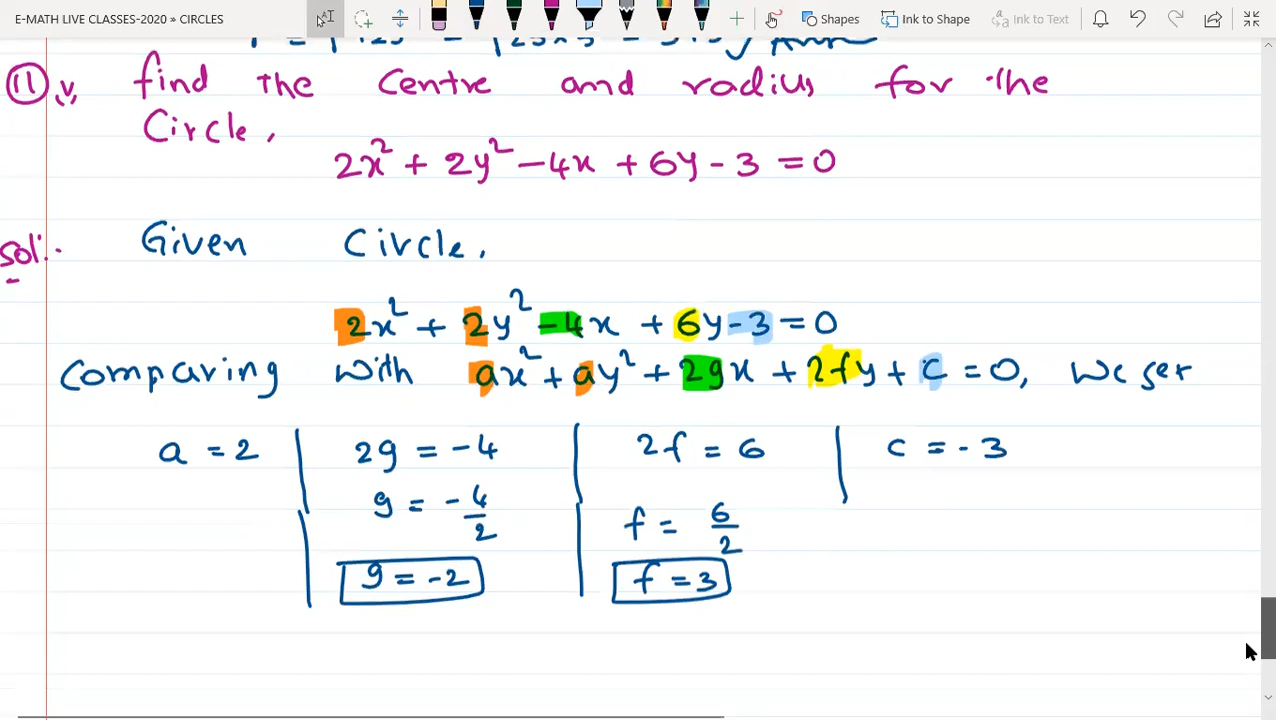 E-MATH LIVE CLASSES-2020 » CIRCLES
Shapes
Ink to Shape
Ink to Text
11 v, find the Centre and radius for the
Circle,
2x² + 2y² - 4x + 6y - 3 = 0
Sol:- Given Circle,
2x² + 2y² - 4x + 6y - 3 = 0
Comparing with ax² + ay² + 2gx + 2fy + c = 0, We get
a = 2 | 2g = -4 | 2f = 6 | c = -3
g = -4/2 | f = 6/2
g = -2 | f = 3